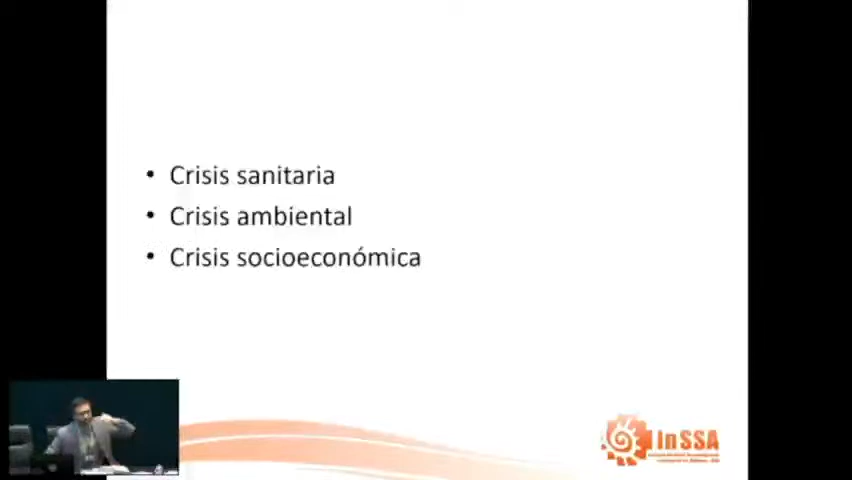 • Crisis sanitaria
• Crisis ambiental
• Crisis socioeconómica
InSSA